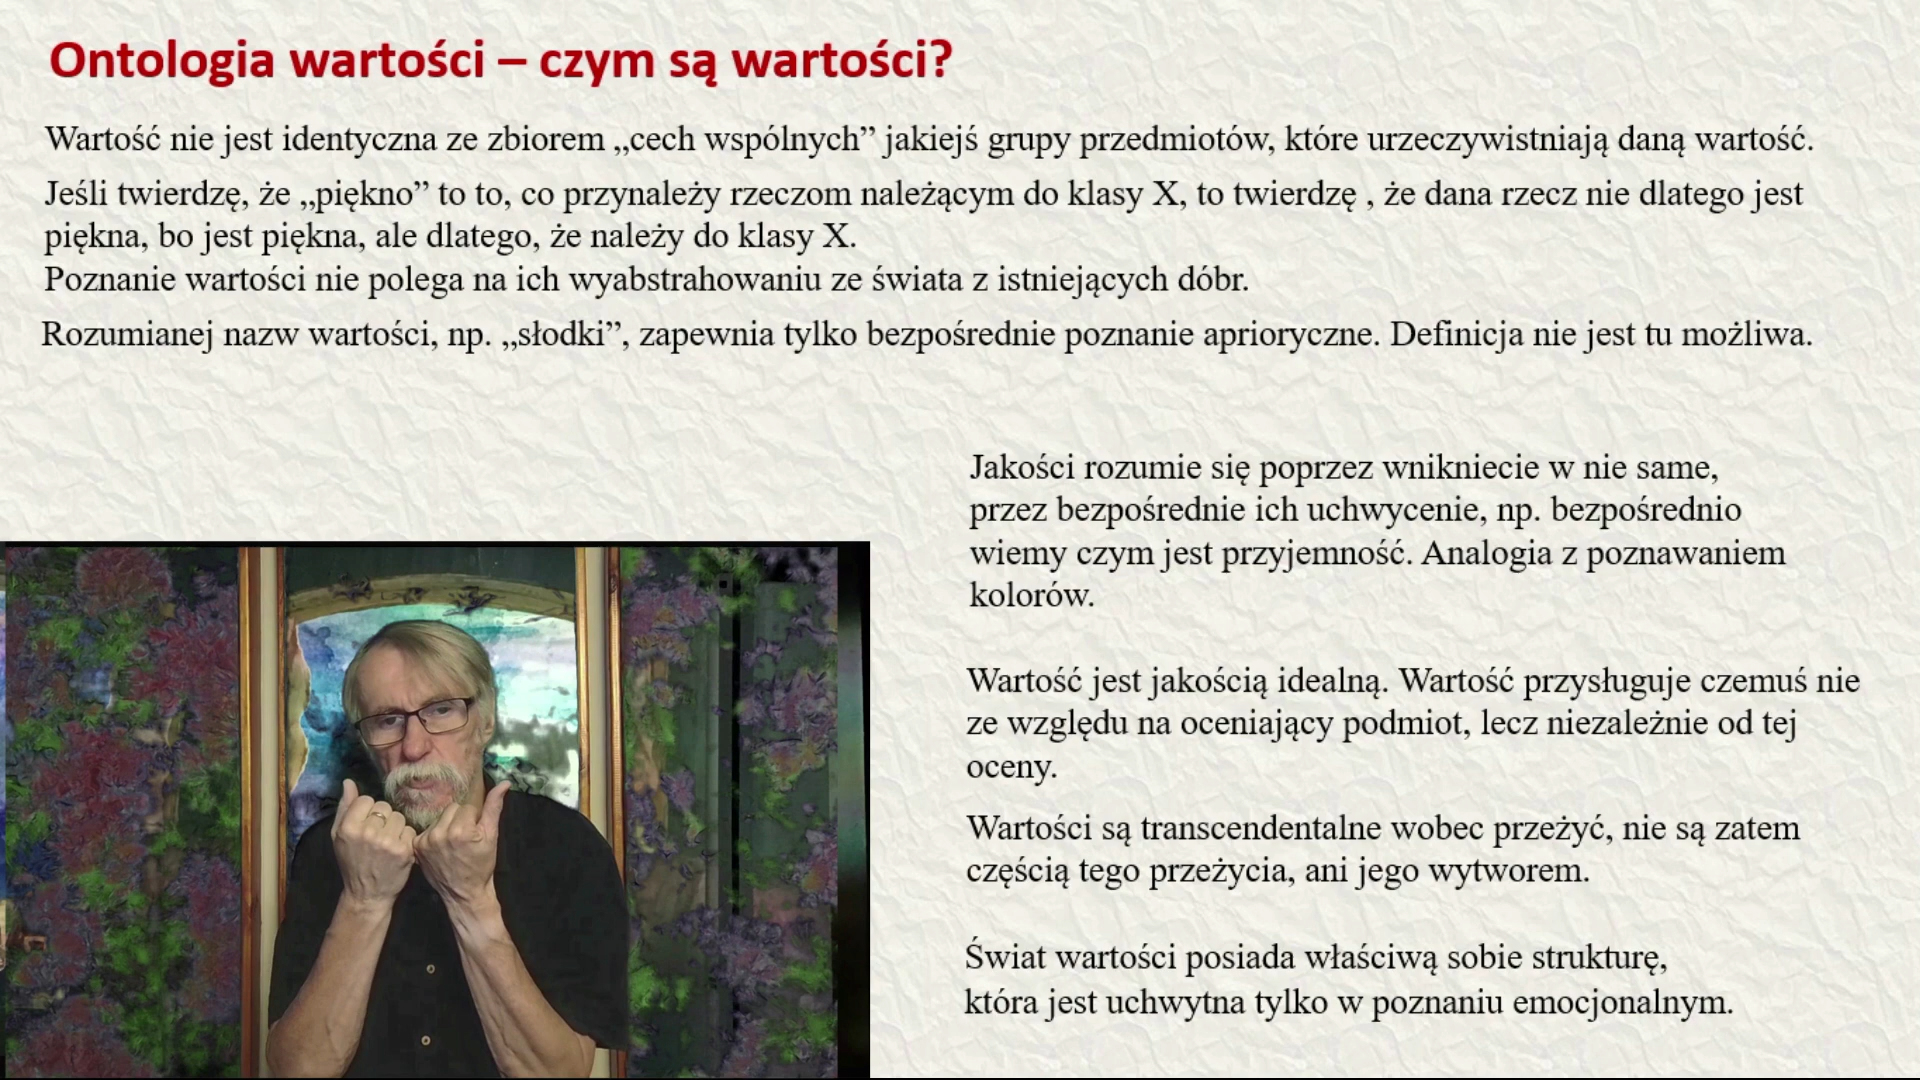 Ontologia wartości – czym są wartości?
Wartość nie jest identyczna ze zbiorem „cech wspólnych” jakiejś grupy przedmiotów, które urzeczywistniają daną wartość.
Jeśli twierdzę, że „piękno” to to, co przynależy rzeczom należącym do klasy X, to twierdzę , że dana rzecz nie dlatego jest
piękna, bo jest piękna, ale dlatego, że należy do klasy X.
Poznanie wartości nie polega na ich wyabstrahowaniu ze świata z istniejących dóbr.
Rozumianej nazw wartości, np. „słodki”, zapewnia tylko bezpośrednie poznanie aprioryczne. Definicja nie jest tu możliwa.
Jakości rozumie się poprzez wnikniecie w nie same,
przez bezpośrednie ich uchwycenie, np. bezpośrednio
wiemy czym jest przyjemność. Analogia z poznawaniem
kolorów.
Wartość jest jakością idealną. Wartość przysługuje czemuś nie
ze względu na oceniający podmiot, lecz niezależnie od tej
oceny.
Wartości są transcendentalne wobec przeżyć, nie są zatem
częścią tego przeżycia, ani jego wytworem.
Świat wartości posiada właściwą sobie strukturę,
która jest uchwytna tylko w poznaniu emocjonalnym.